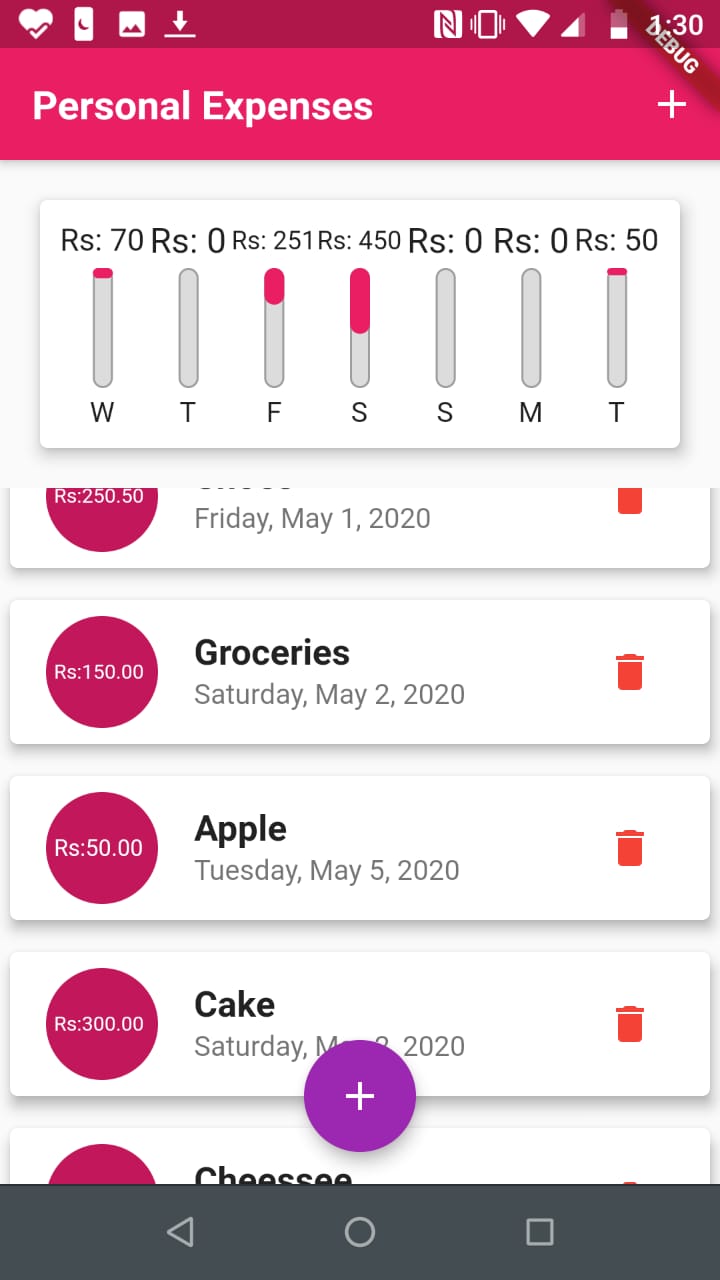 1:30
DEBUG
Personal Expenses
Rs: 70 Rs: 0 Rs: 251 Rs: 450 Rs: 0 Rs: 0 Rs: 50
W T F S S M T
Rs:250.50
Friday, May 1, 2020
Groceries
Rs:150.00
Saturday, May 2, 2020
Apple
Rs:50.00
Tuesday, May 5, 2020
Cake
Rs:300.00
Saturday, 2020
Cheessee